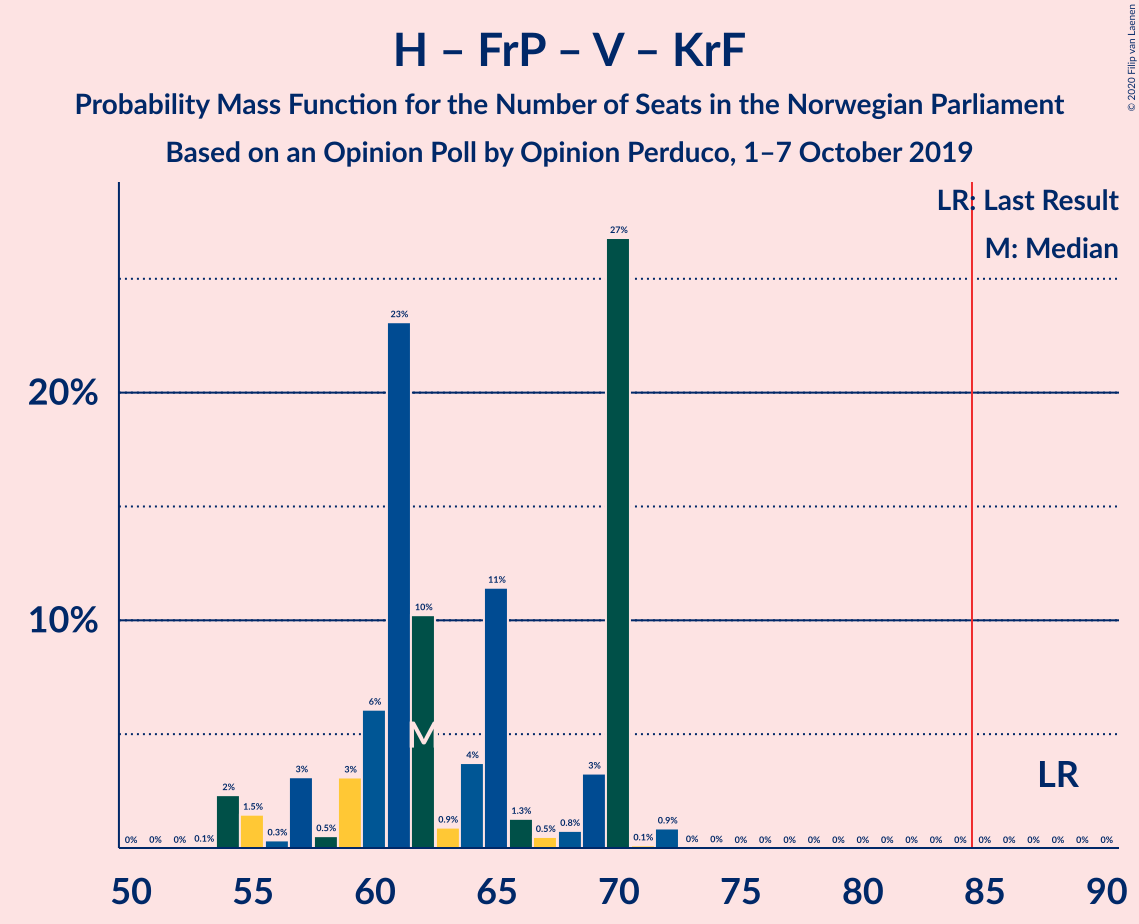 H – FrP – V – KrF
Probability Mass Function for the Number of Seats in the Norwegian Parliament
Based on an Opinion Poll by Opinion Perduco, 1–7 October 2019
© 2020 Filip van Laenen
LR: Last Result
M: Median
27%
23%
20%
11%
10%
10%
6%
M
4%
3%
3%
3%
LR
2%
1.5%
1.3%
0.9%
0.9%
0.5%
0.5%
0.8%
0% 0% 0% 0.1% 0.3% 0.1% 0% 0% 0% 0% 0% 0% 0% 0% 0% 0% 0% 0% 0% 0% 0% 0% 0% 0%
50 55 60 65 70 75 80 85 90